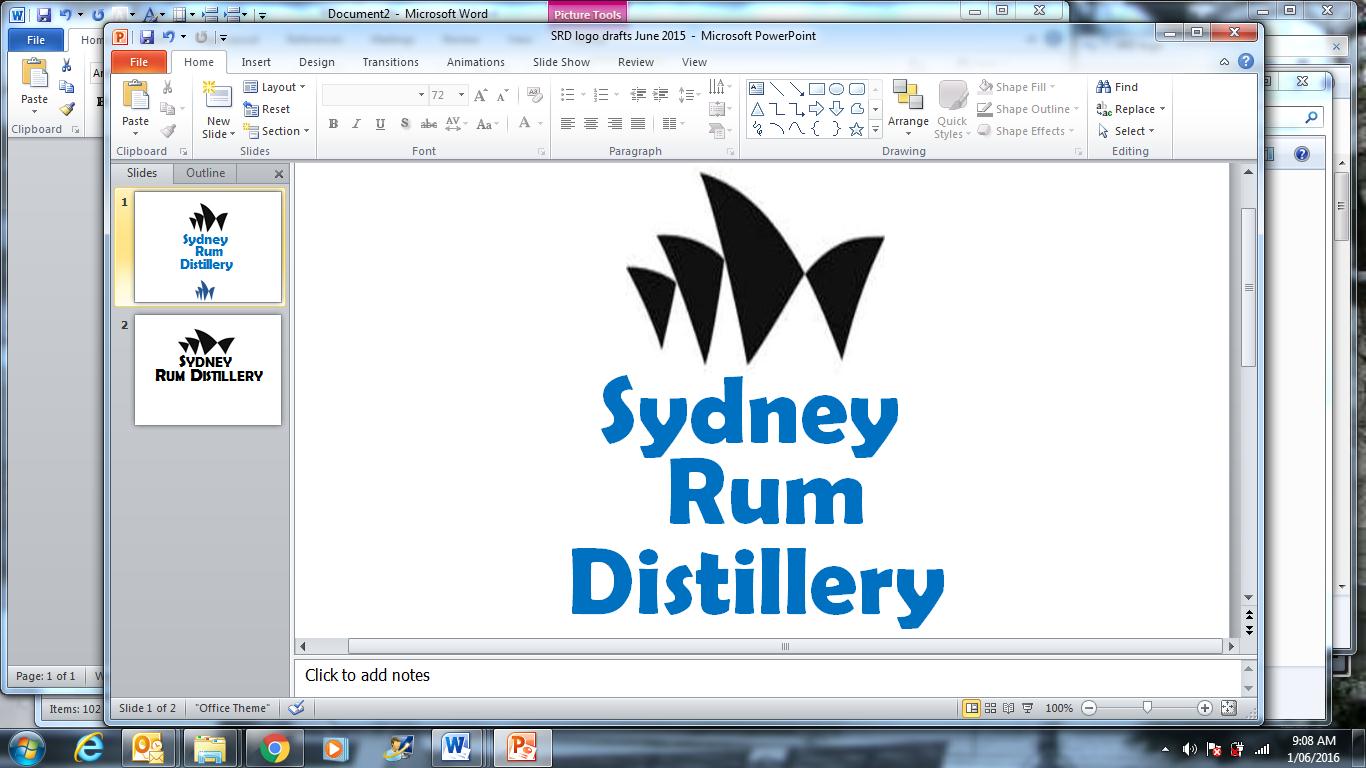 Document2 - Microsoft Word
Picture Tools
SRD logo drafts June 2015 - Microsoft PowerPoint
File
File
Home
Insert
Design
Transitions
Animations
Slide Show
Review
View
Paste
Clipboard
Paste
Clipboard
New
Slide
Layout
Reset
Section
Slides
72
B I U S abc AV Aa A
Font
Paragraph
Arrange
Quick
Styles
Shape Fill
Shape Outline
Shape Effects
Drawing
Find
Replace
Select
Editing
Slides
Outline
1
Sydney
Rum
Distillery
2
Sydney
Rum Distillery
Sydney
Rum
Distillery
Click to add notes
Page: 1 of 1
Items: 102
Slide 1 of 2
"Office Theme"
100%
9:08 AM
1/06/2016